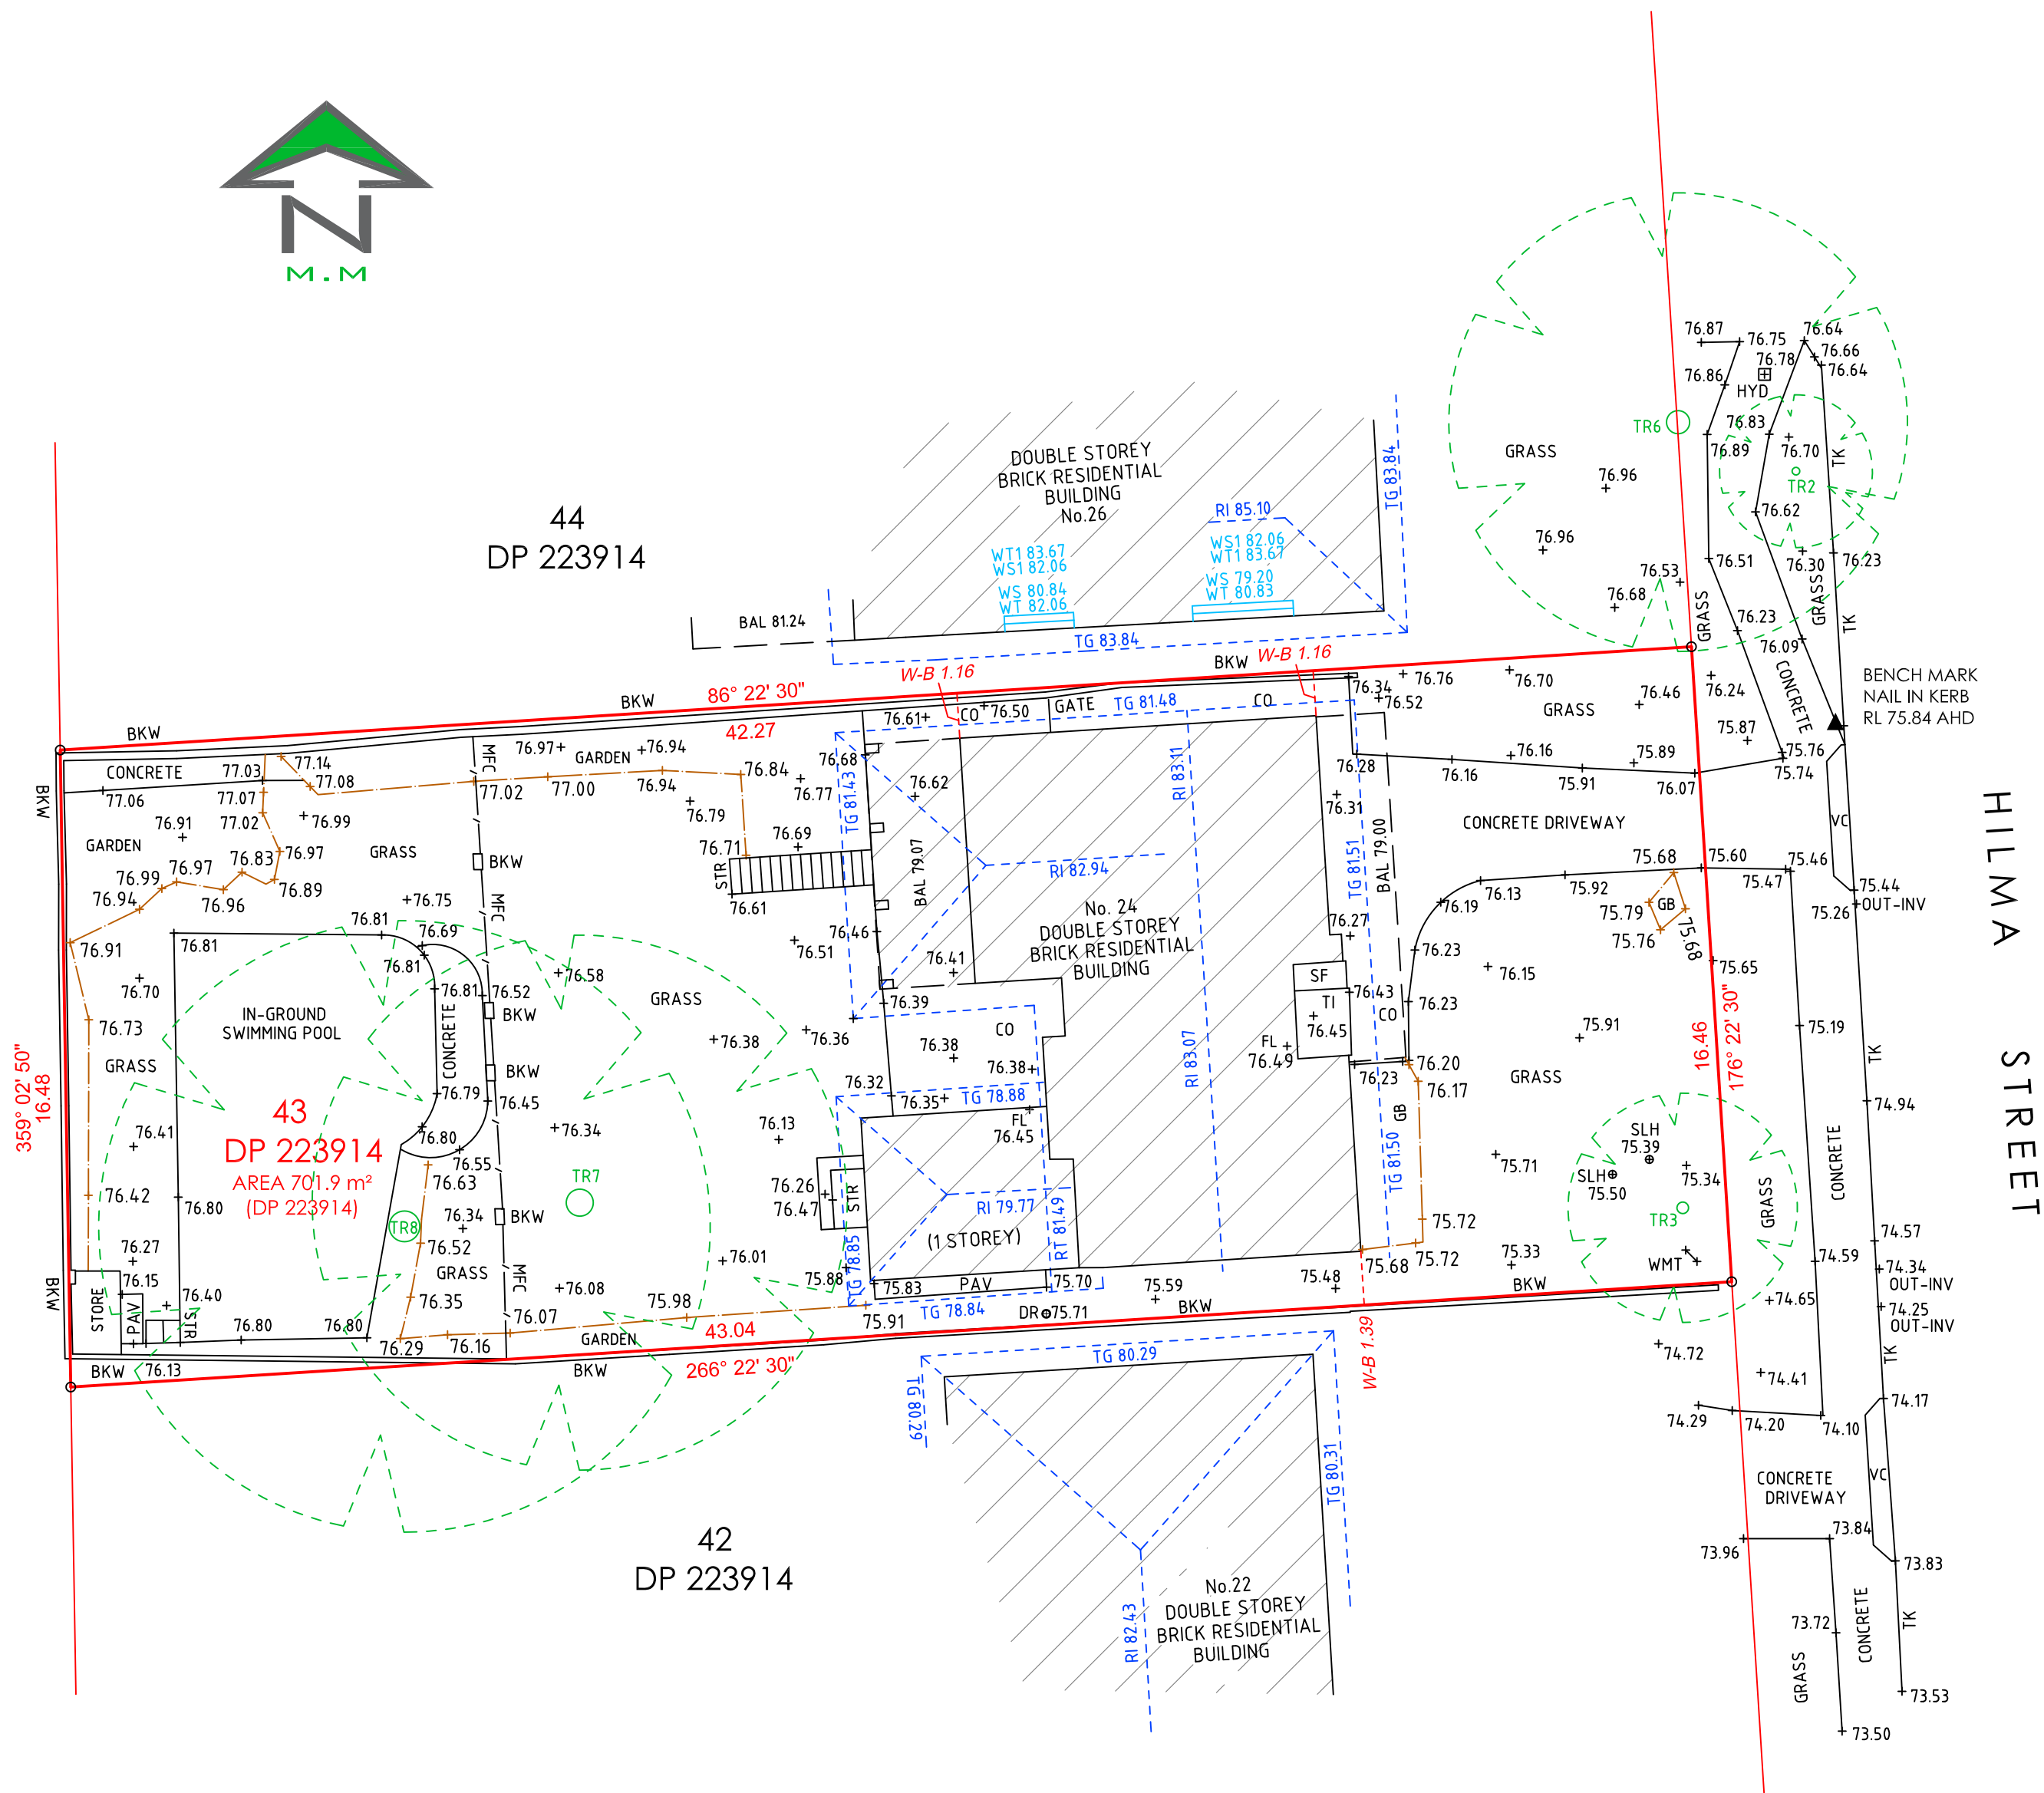 N
M.M
76.87
76.75
76.64
76.78
76.66
76.64
76.86
HYD
76.83
TR6
76.89
76.70
TK
TR2
GRASS
76.96
76.62
76.96
76.51
76.30
76.23
76.53
76.68
GRASS
GRASS
TK
76.23
76.09
CONCRETE
DOUBLE STOREY
BRICK RESIDENTIAL
BUILDING
No.26
TG 83.84
RI 85.10
WT1 83.67
WS1 82.06
WS1 82.06
WT1 83.67
WS 80.84
WT 82.06
WS 79.20
WT 80.83
44
DP 223914
BAL 81.24
TG 83.84
W-B 1.16
W-B 1.16
BKW
BKW
BKW
86° 22' 30"
42.27
BENCH MARK
NAIL IN KERB
RL 75.84 AHD
76.34
76.76
76.70
76.52
76.46
76.24
GRASS
75.87
75.76
75.74
76.61
CO
76.50
GATE
TG 81.48
CO
76.28
76.16
76.16
75.91
75.89
76.07
CONCRETE
77.03
77.14
77.08
MFC
76.97
GARDEN
76.94
76.68
77.06
77.07
77.02
77.02
77.00
76.94
76.84
76.77
76.79
TG 81.43
76.62
RI 83.11
76.31
BKW
GARDEN
76.91
76.99
GRASS
76.97
BKW
76.69
76.71
STR
76.61
BAL 79.07
RI 82.94
TG 81.51
BAL 79.00
CONCRETE DRIVEWAY
VC
76.99
76.97
76.83
76.89
76.94
76.96
75.68
75.60
75.46
75.47
75.44
75.26
OUT-INV
76.13
75.92
76.19
75.79
GB
75.76
75.68
76.91
76.81
76.81
76.75
76.69
MFC
76.81
76.51
76.46
76.41
No. 24
DOUBLE STOREY
BRICK RESIDENTIAL
BUILDING
76.27
76.23
76.15
75.65
76.70
76.73
IN-GROUND
SWIMMING POOL
76.81
76.52
BKW
76.58
GRASS
76.39
CO
SF
TI
76.45
76.43
CO
76.23
CONCRETE
76.38
76.36
76.38
76.38
FL
76.49
RI 83.07
75.91
75.19
HILMA STREET
GRASS
BKW
76.79
76.45
76.32
76.35
TG 78.88
76.23
76.20
76.17
GRASS
16.46
176° 22' 30"
TK
74.94
359° 02' 50"
16.48
43
DP 223914
AREA 701.9 m²
(DP 223914)
76.41
76.80
76.55
76.34
76.13
FL
76.45
GB
TG 81.50
75.71
SLH
75.39
SLH
75.50
75.34
TR3
GRASS
CONCRETE
76.42
76.80
76.63
TR7
TR8
76.34
BKW
76.52
GRASS
76.26
76.47
STR
RI 79.77
(1 STOREY)
RT 81.49
TG 78.85
75.72
75.72
WMT
74.57
74.59
74.34
OUT-INV
74.25
OUT-INV
76.27
76.15
BKW
STORE
PAV
76.40
STR
76.35
MFC
76.08
76.01
75.88
75.83
PAV
75.70
75.59
75.48
75.68
75.33
BKW
76.80
76.80
76.29
76.16
76.07
GARDEN
75.98
43.04
75.91
TG 78.84
DR
75.71
BKW
W-B 1.39
74.65
74.72
TK
BKW
76.13
BKW
266° 22' 30"
TG 80.29
TG 80.29
74.41
74.17
74.29
74.20
74.10
TG 80.31
VC
CONCRETE
DRIVEWAY
73.96
73.84
73.83
42
DP 223914
RI 82.43
No.22
DOUBLE STOREY
BRICK RESIDENTIAL
BUILDING
73.72
CONCRETE
TK
GRASS
73.53
73.50